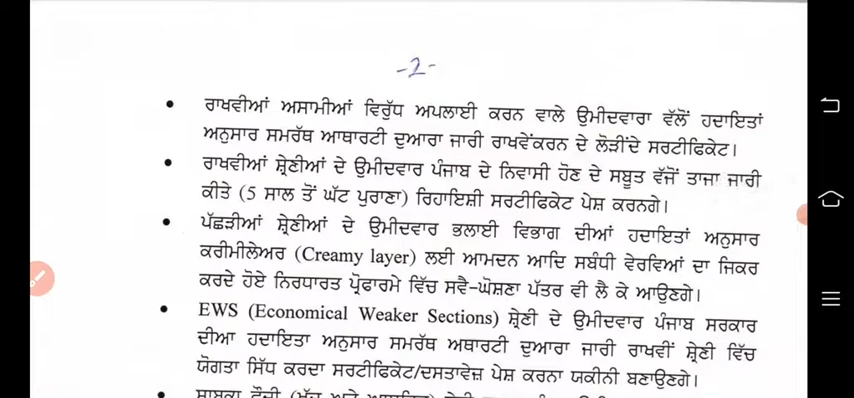 -2-
• ਰਾਖਵੀਆਂ ਅਸਾਮੀਆਂ ਵਿਰੁੱਧ ਅਪਲਾਈ ਕਰਨ ਵਾਲੇ ਉਮੀਦਵਾਰਾ ਵੱਲੋਂ ਹਦਾਇਤਾਂ
ਅਨੁਸਾਰ ਸਮਰੱਥ ਆਥਾਰਟੀ ਦੁਆਰਾ ਜਾਰੀ ਰਾਖਵੇਂਕਰਨ ਦੇ ਲੋੜੀਂਦੇ ਸਰਟੀਫਿਕੇਟ।
• ਰਾਖਵੀਆਂ ਸ਼੍ਰੇਣੀਆਂ ਦੇ ਉਮੀਦਵਾਰ ਪੰਜਾਬ ਦੇ ਨਿਵਾਸੀ ਹੋਣ ਦੇ ਸਬੂਤ ਵੱਜੋਂ ਤਾਜਾ ਜਾਰੀ
ਕੀਤੇ (5 ਸਾਲ ਤੋਂ ਘੱਟ ਪੁਰਾਣਾ) ਰਿਹਾਇਸ਼ੀ ਸਰਟੀਫਿਕੇਟ ਪੇਸ਼ ਕਰਨਗੇ।
• ਪੱਛੜੀਆਂ ਸ਼੍ਰੇਣੀਆਂ ਦੇ ਉਮੀਦਵਾਰ ਭਲਾਈ ਵਿਭਾਗ ਦੀਆਂ ਹਦਾਇਤਾਂ ਅਨੁਸਾਰ
ਕਰੀਮੀਲੇਅਰ (Creamy layer) ਲਈ ਆਮਦਨ ਆਦਿ ਸਬੰਧੀ ਵੇਰਵਿਆਂ ਦਾ ਜਿਕਰ
ਕਰਦੇ ਹੋਏ ਨਿਰਧਾਰਤ ਪ੍ਰੋਫਾਰਮੇ ਵਿੱਚ ਸਵੈ-ਘੋਸ਼ਣਾ ਪੱਤਰ ਵੀ ਲੈ ਕੇ ਆਉਣਗੇ।
• EWS (Economical Weaker Sections) ਸ਼੍ਰੇਣੀ ਦੇ ਉਮੀਦਵਾਰ ਪੰਜਾਬ ਸਰਕਾਰ
ਦੀਆ ਹਦਾਇਤਾ ਅਨੁਸਾਰ ਸਮਰੱਥ ਅਥਾਰਟੀ ਦੁਆਰਾ ਜਾਰੀ ਰਾਖਵੀਂ ਸ਼੍ਰੇਣੀ ਵਿੱਚ
ਯੋਗਤਾ ਸਿੱਧ ਕਰਦਾ ਸਰਟੀਫਿਕੇਟ/ਦਸਤਾਵੇਜ਼ ਪੇਸ਼ ਕਰਨਾ ਯਕੀਨੀ ਬਣਾਉਣਗੇ।